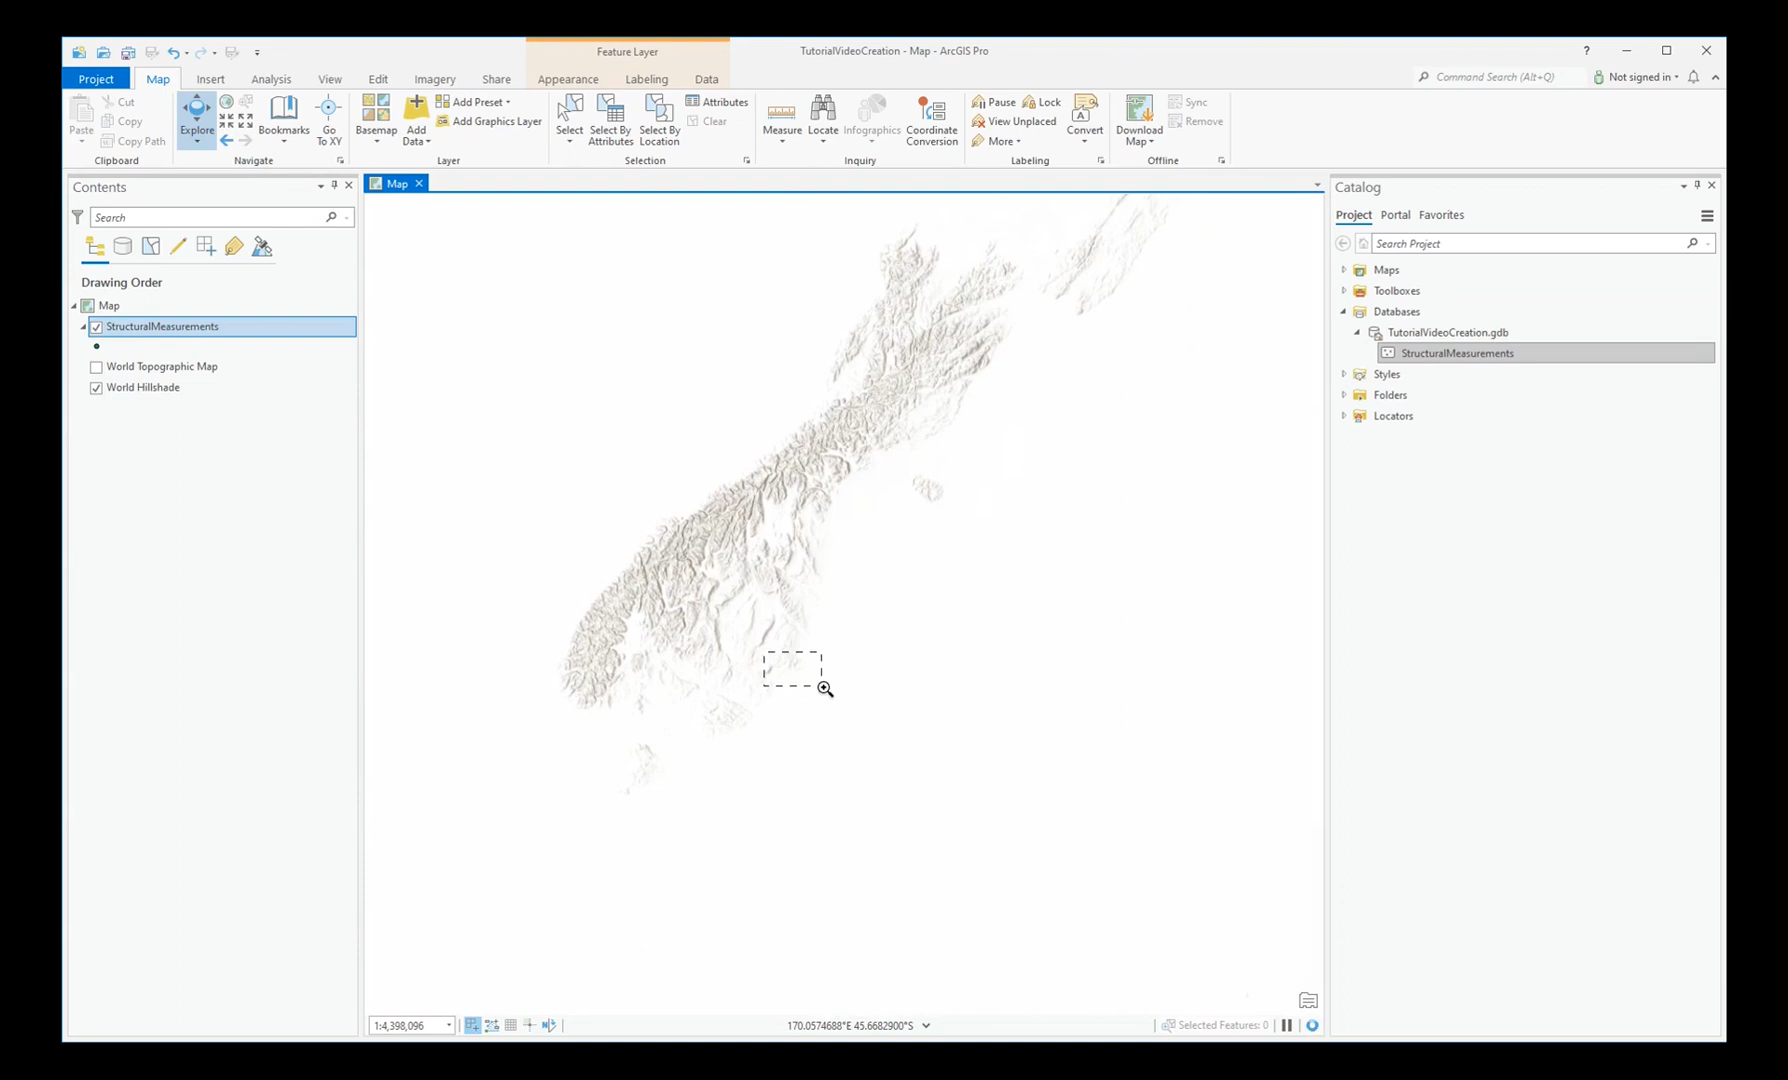 Feature Layer
TutorialVideoCreation - Map - ArcGIS Pro
?
Project Map Insert Analysis View Edit Imagery Share Appearance Labeling Data
Command Search (Alt+Q)
Not signed in
Paste
Cut
Copy
Copy Path
Clipboard
Explore
Bookmarks
Go
To XY
Navigate
Basemap
Add
Data
Add Preset
Add Graphics Layer
Layer
Select
Select By
Attributes
Select By
Location
Attributes
Clear
Selection
Measure
Locate
Infographics
Coordinate
Conversion
Inquiry
Pause
Lock
View Unplaced
More
Convert
Labeling
Download
Map
Sync
Remove
Offline
Contents
Search
Drawing Order
Map
StructuralMeasurements
World Topographic Map
World Hillshade
Map
1:4,398,096
170.0574688°E 45.6682900°S
Selected Features: 0
Catalog
Project Portal Favorites
Search Project
Maps
Toolboxes
Databases
TutorialVideoCreation.gdb
StructuralMeasurements
Styles
Folders
Locators